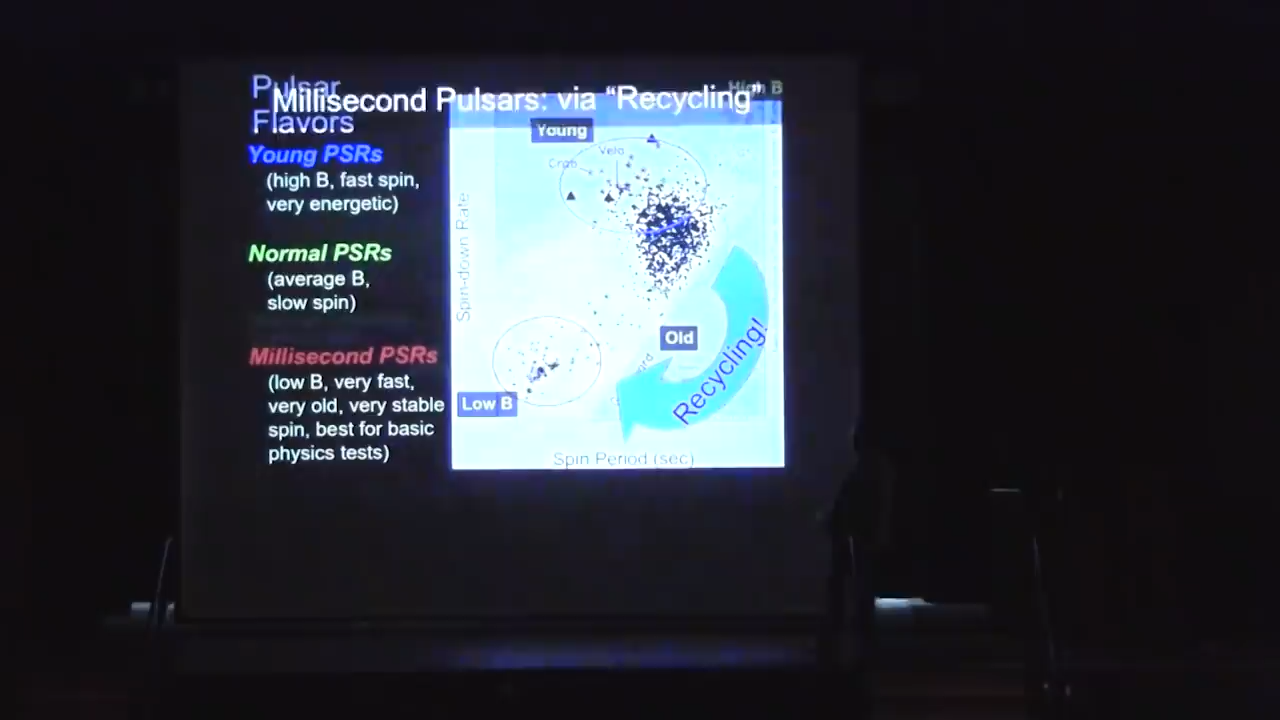 Pulsar
Flavors
Millisecond Pulsars: via “Recycling”
High B
Young PSRs
(high B, fast spin,
very energetic)
Normal PSRs
(average B,
slow spin)
Millisecond PSRs
(low B, very fast,
very old, very stable
spin, best for basic
physics tests)
Young
Vela
Crab
Spin-down Rate
Old
Recycling!
Low B
Spin Period (sec)